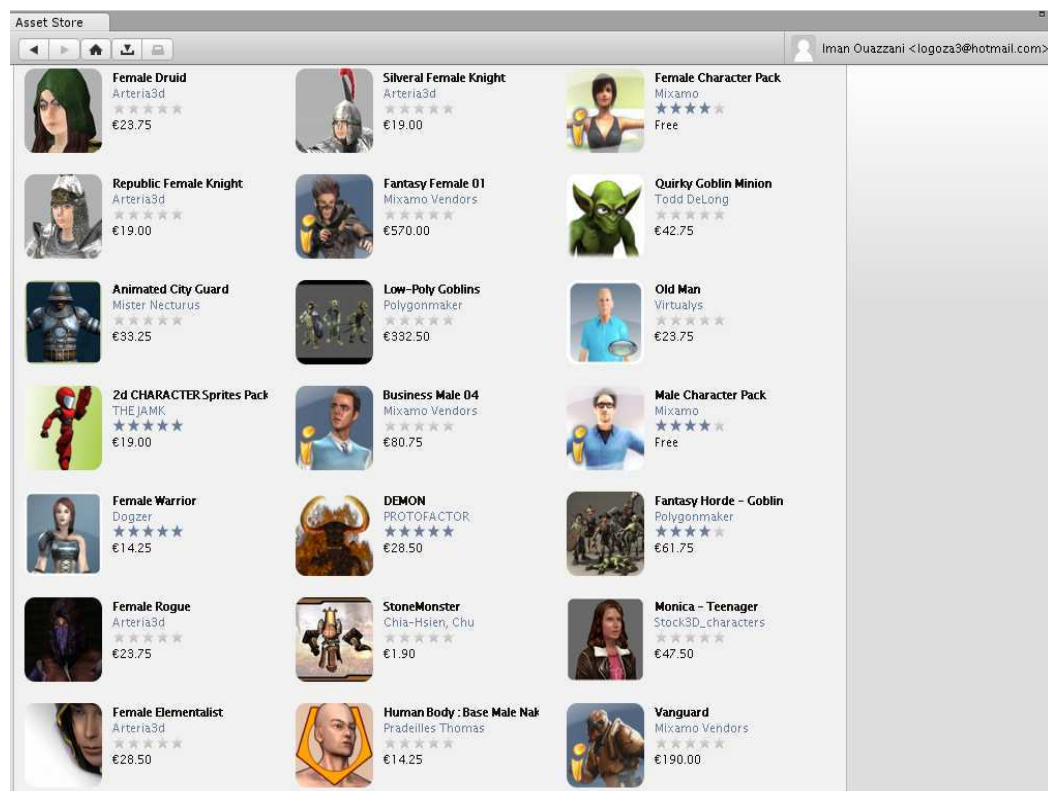 Asset Store
Iman Ouazzani <logoza3@hotmail.com>
Female Druid
Arteria3d
€23.75
Silveral Female Knight
Arteria3d
€19.00
Female Character Pack
Mixamo
Free
Republic Female Knight
Arteria3d
€19.00
Fantasy Female 01
Mixamo Vendors
€570.00
Quirky Goblin Minion
Todd DeLong
€42.75
Animated City Guard
Mister Necturus
€33.25
Low-Poly Goblins
Polygonmaker
€332.50
Old Man
Virtualys
€23.75
2d CHARACTER Sprites Pack
THE JAMK
€19.00
Business Male 04
Mixamo Vendors
€80.75
Male Character Pack
Mixamo
Free
Female Warrior
Dogzer
€14.25
DEMON
PROTOFACTOR
€28.50
Fantasy Horde - Goblin
Polygonmaker
€61.75
Female Rogue
Arteria3d
€23.75
StoneMonster
Chia-Hsien, Chu
€1.90
Monica - Teenager
Stock3D_characters
€47.50
Female Elementalist
Arteria3d
€28.50
Human Body : Base Male Nak
Pradeilles Thomas
€14.25
Vanguard
Mixamo Vendors
€190.00